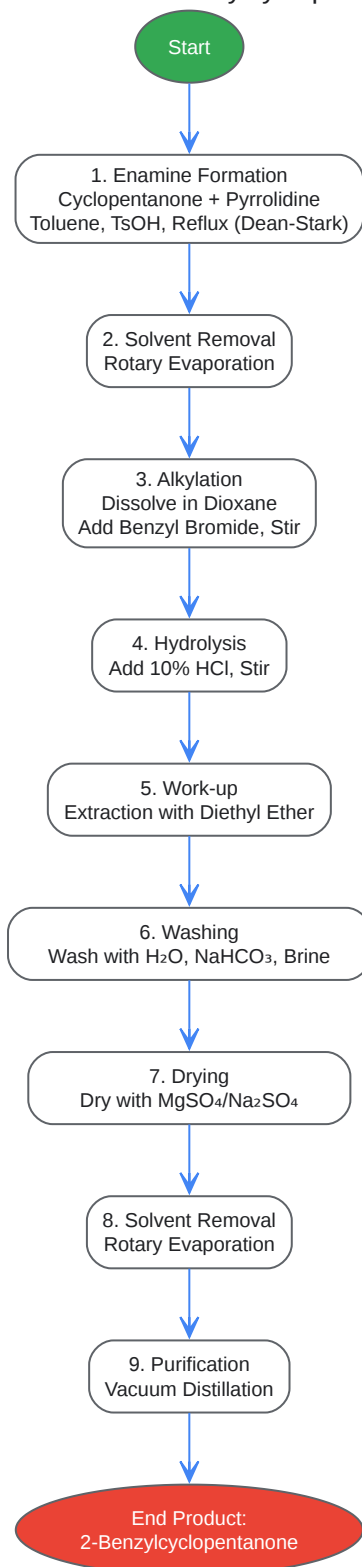 Start
1. Enamine Formation
Cyclopentanone + Pyrrolidine
Toluene, TsOH, Reflux (Dean-Stark)
2. Solvent Removal
Rotary Evaporation
3. Alkylation
Dissolve in Dioxane
Add Benzyl Bromide, Stir
4. Hydrolysis
Add 10% HCl, Stir
5. Work-up
Extraction with Diethyl Ether
6. Washing
Wash with H₂O, NaHCO₃, Brine
7. Drying
Dry with MgSO₄/Na₂SO₄
8. Solvent Removal
Rotary Evaporation
9. Purification
Vacuum Distillation
End Product:
2-Benzylcyclopentanone